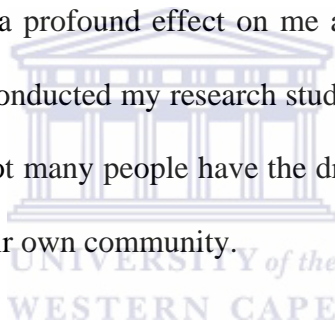 a profound effect on me a
onducted my research stud
ot many people have the dr
ir own community.
UNIVERSITY of the
WESTERN CAPE